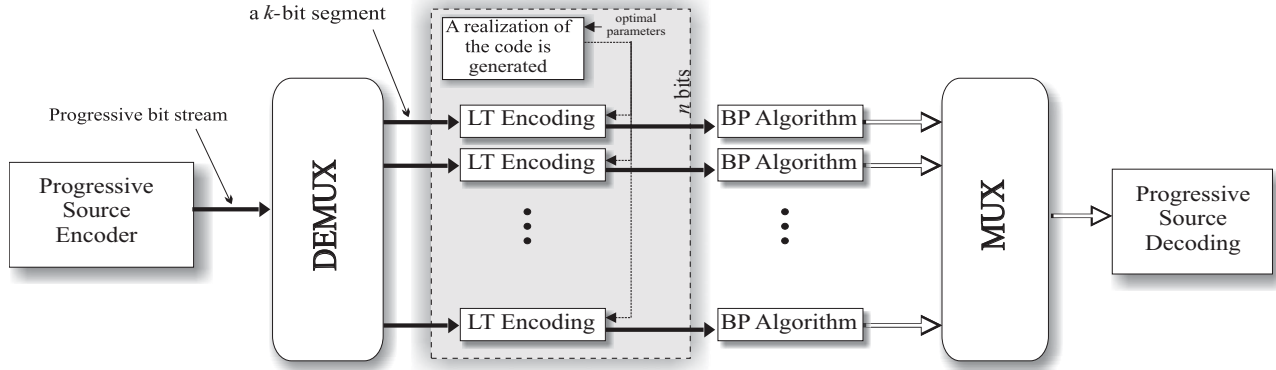 a k-bit segment
A realization of
the code is
generated
optimal
parameters
Progressive bit stream
n bits
LT Encoding
BP Algorithm
LT Encoding
BP Algorithm
Progressive
Source
Encoder
DEMUX
MUX
Progressive
Source
Decoding
LT Encoding
BP Algorithm